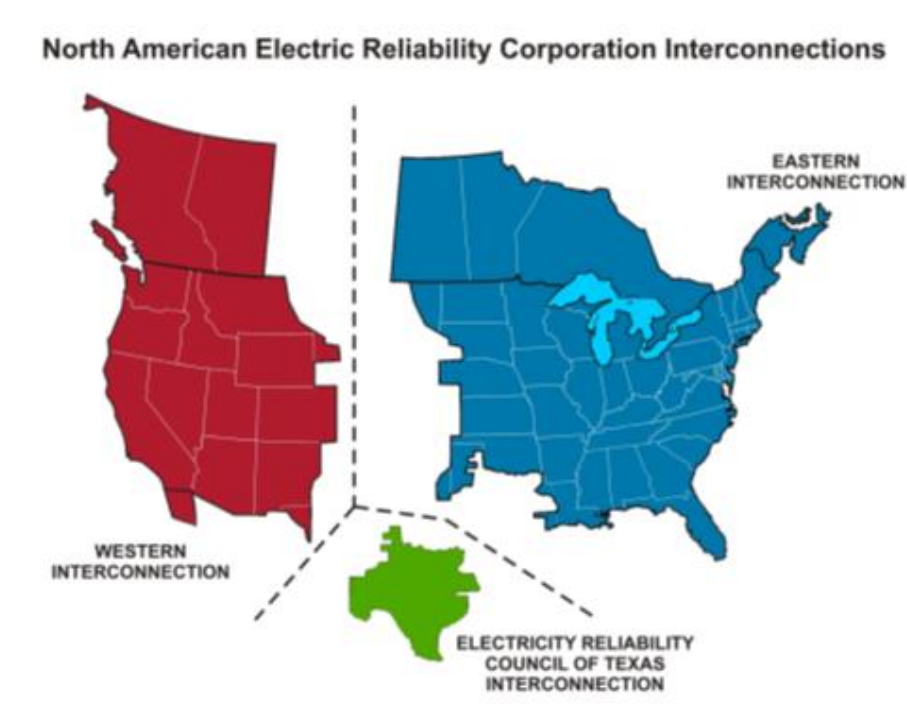 North American Electric Reliability Corporation Interconnections
EASTERN
INTERCONNECTION
WESTERN
INTERCONNECTION
ELECTRICITY RELIABILITY
COUNCIL OF TEXAS
INTERCONNECTION